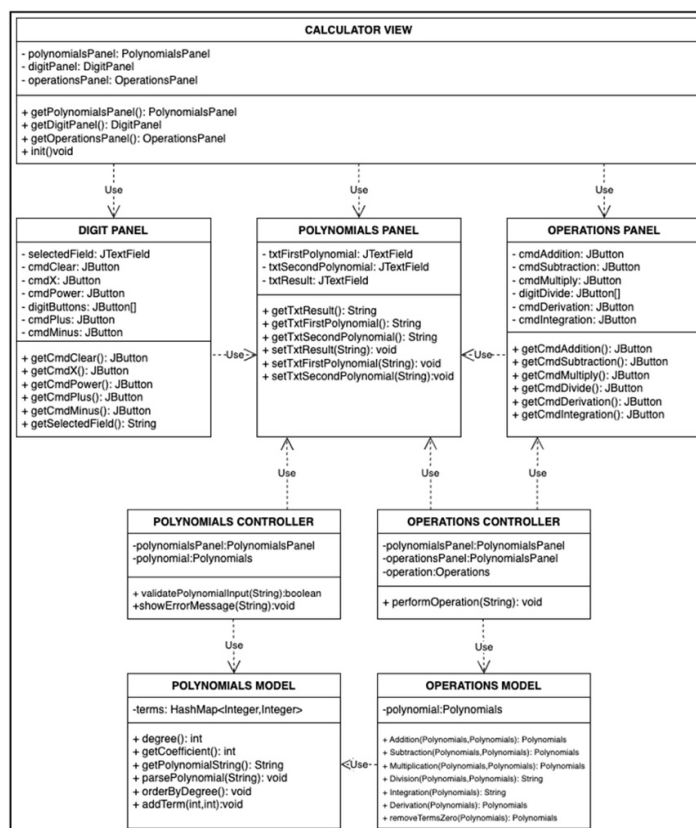 CALCULATOR VIEW
- polynomialsPanel: PolynomialsPanel
- digitPanel: DigitPanel
- operationsPanel: OperationsPanel
+ getPolynomialsPanel(): PolynomialsPanel
+ getDigitPanel(): DigitPanel
+ getOperationsPanel(): OperationsPanel
+ init()void
Use
Use
Use
DIGIT PANEL
- selectedField: JTextField
- cmdClear: JButton
- cmdX: JButton
- cmdPower: JButton
- digitButtons: JButton[]
- cmdPlus: JButton
- cmdMinus: JButton
+ getCmdClear(): JButton
+ getCmdX(): JButton
+ getCmdPower(): JButton
+ getCmdPlus(): JButton
+ getCmdMinus(): JButton
+ getSelectedField(): String
Use
POLYNOMIALS PANEL
- txtFirstPolynomial: JTextField
- txtSecondPolynomial: JTextField
- txtResult: JTextField
+ getTxtResult(): String
+ getTxtFirstPolynomial(): String
+ getTxtSecondPolynomial(): String
+ setTxtResult(String): void
+ setTxtFirstPolynomial(String): void
+ setTxtSecondPolynomial(String):void
Use
OPERATIONS PANEL
- cmdAddition: JButton
- cmdSubtraction: JButton
- cmdMultiply: JButton
- digitDivide: JButton[]
- cmdDerivation: JButton
- cmdIntegration: JButton
+ getCmdAddition(): JButton
+ getCmdSubtraction(): JButton
+ getCmdMultiply(): JButton
+ getCmdDivide(): JButton
+ getCmdDerivation(): JButton
+ getCmdIntegration(): JButton
Use
Use
Use
POLYNOMIALS CONTROLLER
-polynomialsPanel:PolynomialsPanel
-polynomial:Polynomials
+ validatePolynomialInput(String):boolean
+showErrorMessage(String):void
OPERATIONS CONTROLLER
-polynomialsPanel:PolynomialsPanel
-operationsPanel:PolynomialsPanel
-operation:Operations
+ performOperation(String): void
Use
Use
POLYNOMIALS MODEL
-terms: HashMap<Integer,Integer>
+ degree(): int
+ getCoefficient(): int
+ getPolynomialString(): String
+ parsePolynomial(String): void
+ orderByDegree(): void
+ addTerm(int,int):void
Use
OPERATIONS MODEL
-polynomial:Polynomials
+ Addition(Polynomials,Polynomials): Polynomials
+ Subtraction(Polynomials,Polynomials): Polynomials
+ Multiplication(Polynomials,Polynomials): Polynomials
+ Division(Polynomials,Polynomials): String
+ Integration(Polynomials): String
+ Derivation(Polynomials): Polynomials
+ removeTermsZero(Polynomials): Polynomials